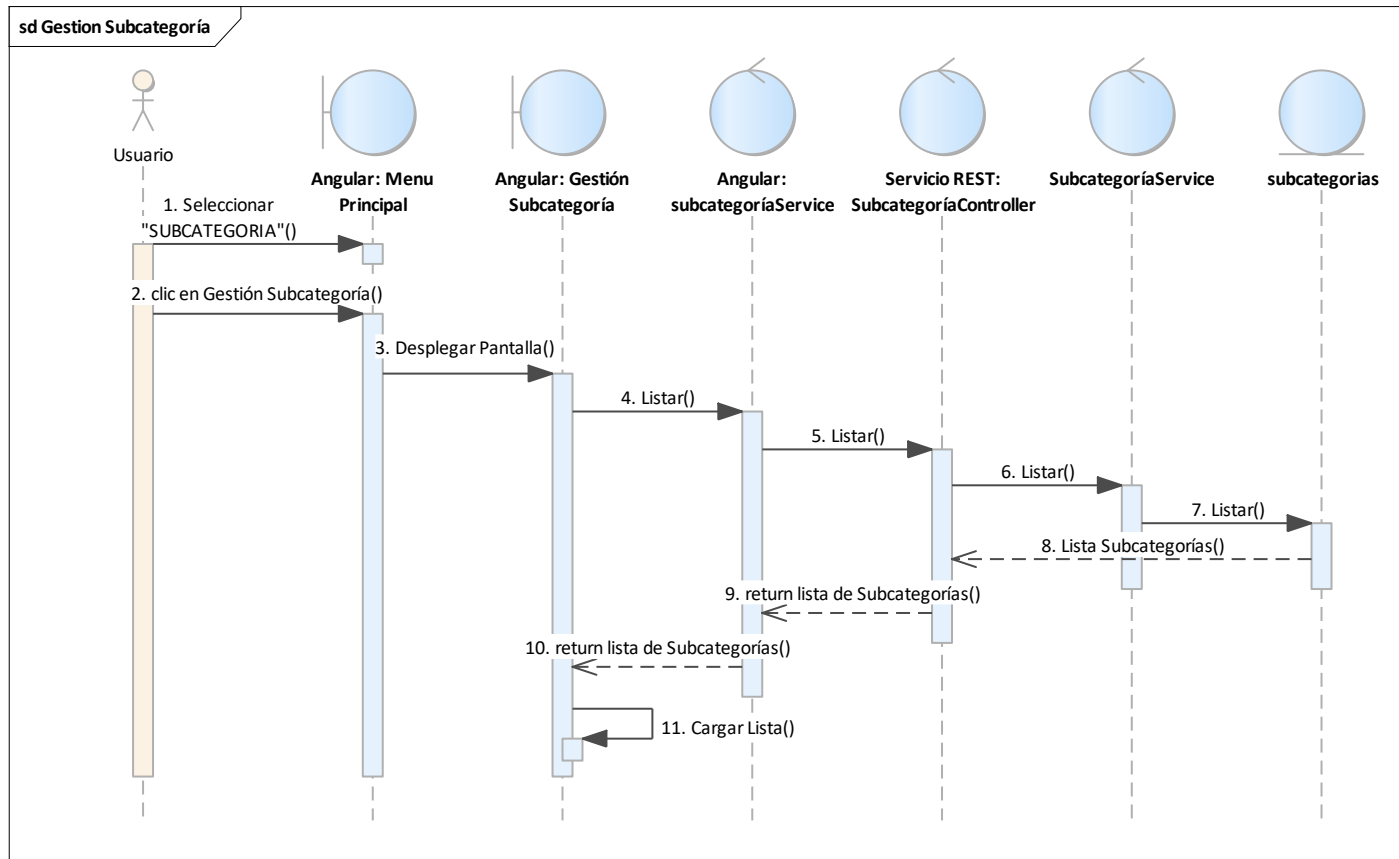 sd Gestion Subcategoría
Usuario
Angular: Menu
Principal
Angular: Gestión
Subcategoría
Angular:
subcategoríaService
Servicio REST:
SubcategoríaController
SubcategoríaService
subcategorias
1. Seleccionar
"SUBCATEGORIA"()
2. clic en Gestión Subcategoría()
3. Desplegar Pantalla()
4. Listar()
5. Listar()
6. Listar()
7. Listar()
8. Lista Subcategorías()
9. return lista de Subcategorías()
10. return lista de Subcategorías()
11. Cargar Lista()